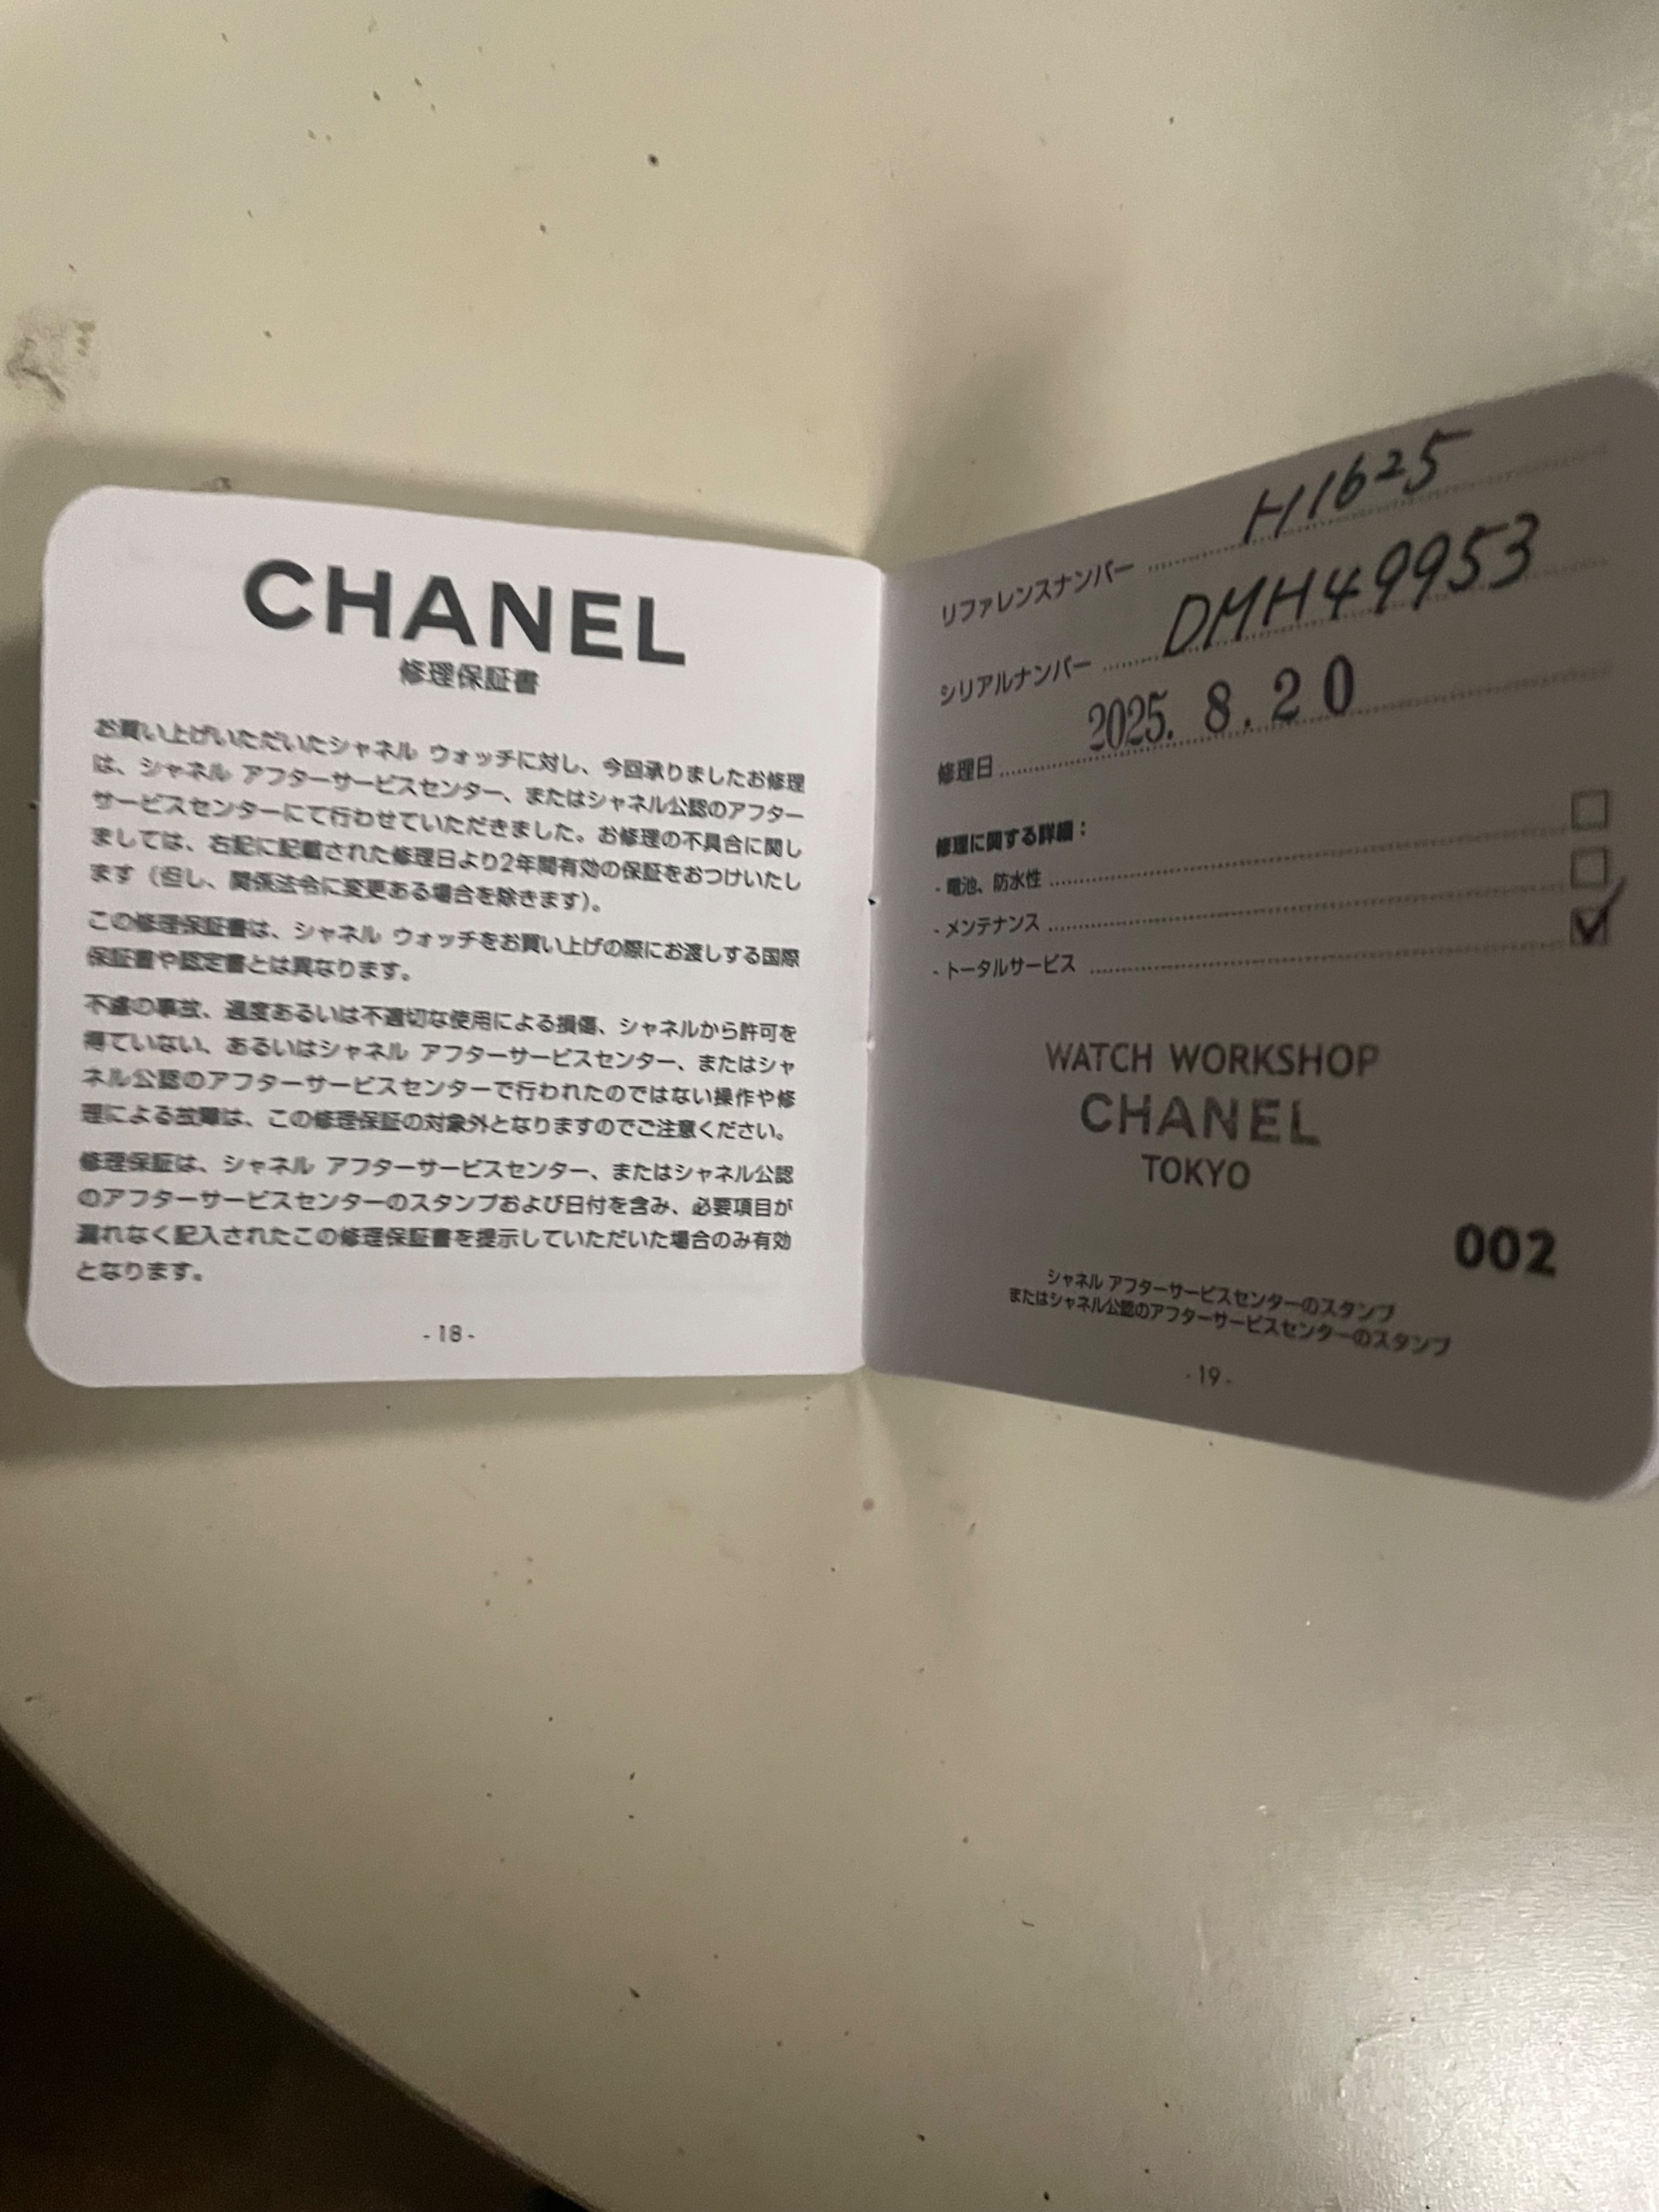 CHANEL
修理保証書
お買い上げいただいたシャネル ウォッチに対し、今回承りましたお修理
は、シャネル アフターサービスセンター、またはシャネル公認のアフター
サービスセンターにて行わせていただきました。お修理の不具合に関し
ましては、右記に記載された修理日より2年間有効の保証をおつけいたし
ます（但し、関係法令に変更ある場合を除きます）。
この修理保証書は、シャネル ウォッチをお買い上げの際にお渡しする国際
保証書や認定書とは異なります。
不慮の事故、過度あるいは不適切な使用による損傷、シャネルから許可を
得ていない、あるいはシャネル アフターサービスセンター、またはシャ
ネル公認のアフターサービスセンターで行われたのではない操作や修
理による故障は、この修理保証の対象外となりますのでご注意ください。
修理保証は、シャネル アフターサービスセンター、またはシャネル公認
のアフターサービスセンターのスタンプおよび日付を含み、必要項目が
漏れなく記入されたこの修理保証書を提示していただいた場合のみ有効
となります。
- 18 -
リファレンスナンバー H1625
シリアルナンバー DMH49953
修理日 2025. 8. 20
修理に関する詳細：
- 電池、防水性
- メンテナンス
- トータルサービス
WATCH WORKSHOP
CHANEL
TOKYO
002
シャネル アフターサービスセンターのスタンプ
またはシャネル公認のアフターサービスセンターのスタンプ
- 19 -